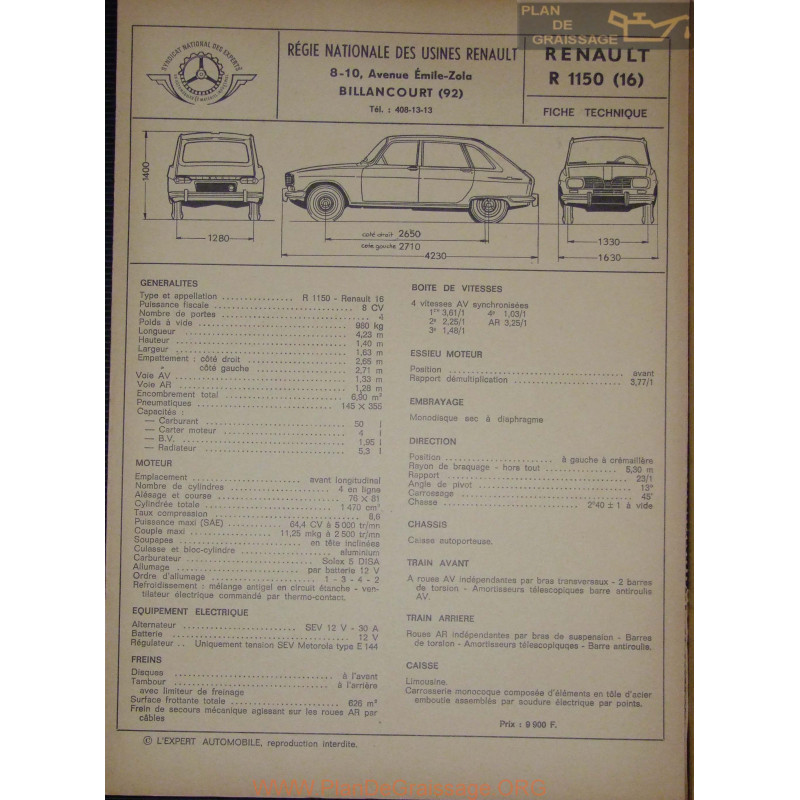 PLAN
DE
GRAISSAGE
SYNDICAT NATIONAL DES EXPERTS
RÉGIE NATIONALE DES USINES RENAULT
8-10, Avenue Émile-Zola
BILLANCOURT (92)
Tél. : 408-13-13
RENAULT
R 1150 (16)
FICHE TECHNIQUE
1400
1280
coté droit 2650
cote gauche 2710
4230
1330
1630
GENERALITES
Type et appellation ................ R 1150 - Renault 16
Puissance fiscale ................ 8 CV
Nombre de portes ................ 4
Poids à vide ................ 980 kg
Longueur ................ 4,23 m
Hauteur ................ 1,40 m
Largeur ................ 1,63 m
Empattement : côté droit ................ 2,65 m
» côté gauche ................ 2,71 m
Voie AV ................ 1,33 m
Voie AR ................ 1,28 m
Encombrement total ................ 6,90 m²
Pneumatiques ................ 145 × 355
Capacités :
— Carburant ................ 50 l
— Carter moteur ................ 4 l
— B.V. ................ 1,95 l
— Radiateur ................ 5,3 l
MOTEUR
Emplacement ................ avant longitudinal
Nombre de cylindres ................ 4 en ligne
Alésage et course ................ 76 × 81
Cylindrée totale ................ 1 470 cm³
Taux compression ................ 8,6
Puissance maxi (SAE) ........ 64,4 CV à 5 000 tr/mn
Couple maxi ............ 11,25 mkg à 2 500 tr/mn
Soupapes ................ en tête inclinées
Culasse et bloc-cylindre ................ aluminium
Carburateur ................ Solex 5 DISA
Allumage ................ par batterie 12 V
Ordre d'allumage ................ 1 - 3 - 4 - 2
Refroidissement : mélange antigel en circuit étanche - ven-
tilateur électrique commandé par thermo-contact.
EQUIPEMENT ELECTRIQUE
Alternateur ................ SEV 12 V - 30 A
Batterie ................ 12 V
Régulateur .. Uniquement tension SEV Motorola type E 144
FREINS
Disques ................ à l'avant
Tambour ................ à l'arrière
avec limiteur de freinage
Surface frottante totale ................ 626 m²
Frein de secours mécanique agissant sur les roues AR par
câbles
BOITE DE VITESSES
4 vitesses AV synchronisées
1re 3,61/1 4e 1,03/1
2e 2,25/1 AR 3,25/1
3e 1,48/1
ESSIEU MOTEUR
Position ................ avant
Rapport démultiplication ................ 3,77/1
EMBRAYAGE
Monodisque sec à diaphragme
DIRECTION
Position ................ à gauche à crémaillère
Rayon de braquage - hors tout ............ 5,30 m
Rapport ................ 23/1
Angle de pivot ................ 13°
Carrossage ................ 45'
Chasse ................ 2°40 ± 1 à vide
CHASSIS
Caisse autoporteuse.
TRAIN AVANT
A roues AV indépendantes par bras transversaux - 2 barres
de torsion - Amortisseurs télescopiques barre antiroulis
AV.
TRAIN ARRIERE
Roues AR indépendantes par bras de suspension - Barres
de torsion - Amortisseurs télescopiqques - Barre antiroulis.
CAISSE
Limousine.
Carrosserie monocoque composée d'éléments en tôle d'acier
emboutie assemblés par soudure électrique par points.
Prix : 9 900 F.
© L'EXPERT AUTOMOBILE, reproduction interdite.
www.PlanDeGraissage.ORG